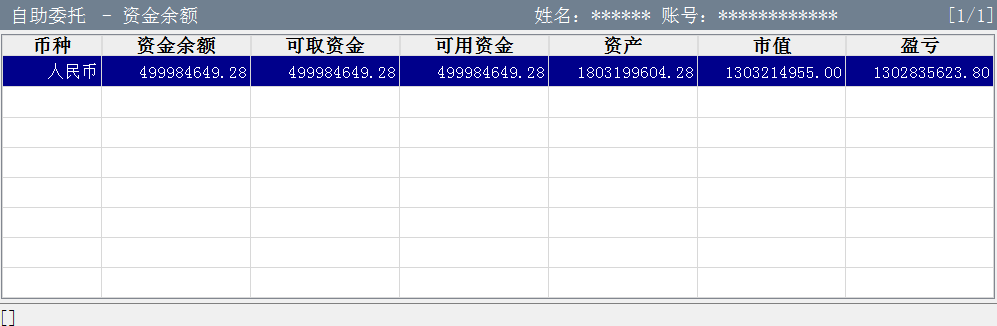 自助委托 - 资金余额 姓名: ****** 账号: ************ [1/1]
币种 资金余额 可取资金 可用资金 资产 市值 盈亏
人民币 499984649.28 499984649.28 499984649.28 1803199604.28 1303214955.00 1302835623.80
[]